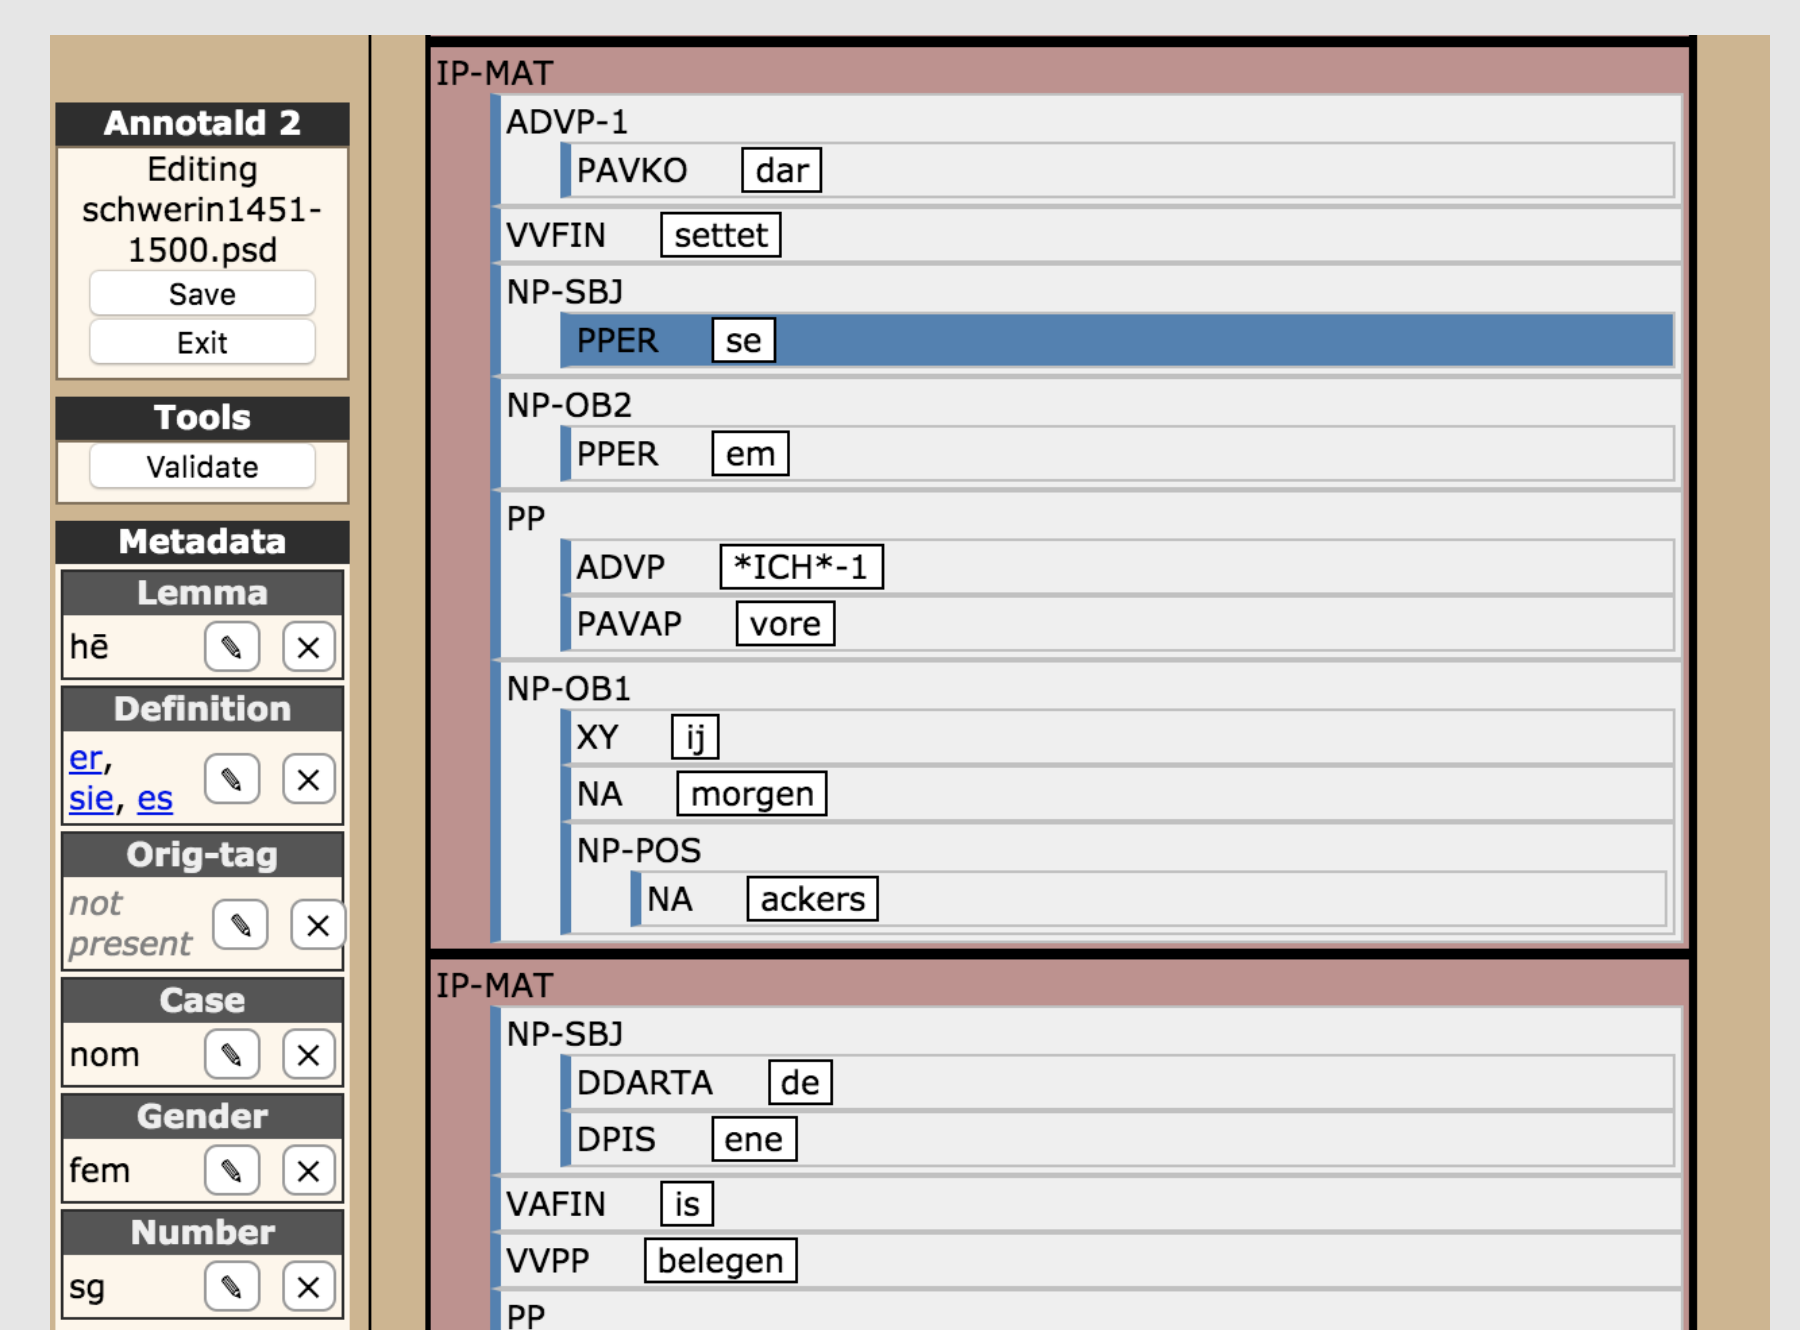 Annotald 2
Editing
schwerin1451-
1500.psd
Save
Exit
Tools
Validate
Metadata
Lemma
hē
Definition
er,
sie, es
Orig-tag
not
present
Case
nom
Gender
fem
Number
sg
IP-MAT
ADVP-1
PAVKO dar
VVFIN settet
NP-SBJ
PPER se
NP-OB2
PPER em
PP
ADVP *ICH*-1
PAVAP vore
NP-OB1
XY ij
NA morgen
NP-POS
NA ackers
IP-MAT
NP-SBJ
DDARTA de
DPIS ene
VAFIN is
VVPP belegen
PP